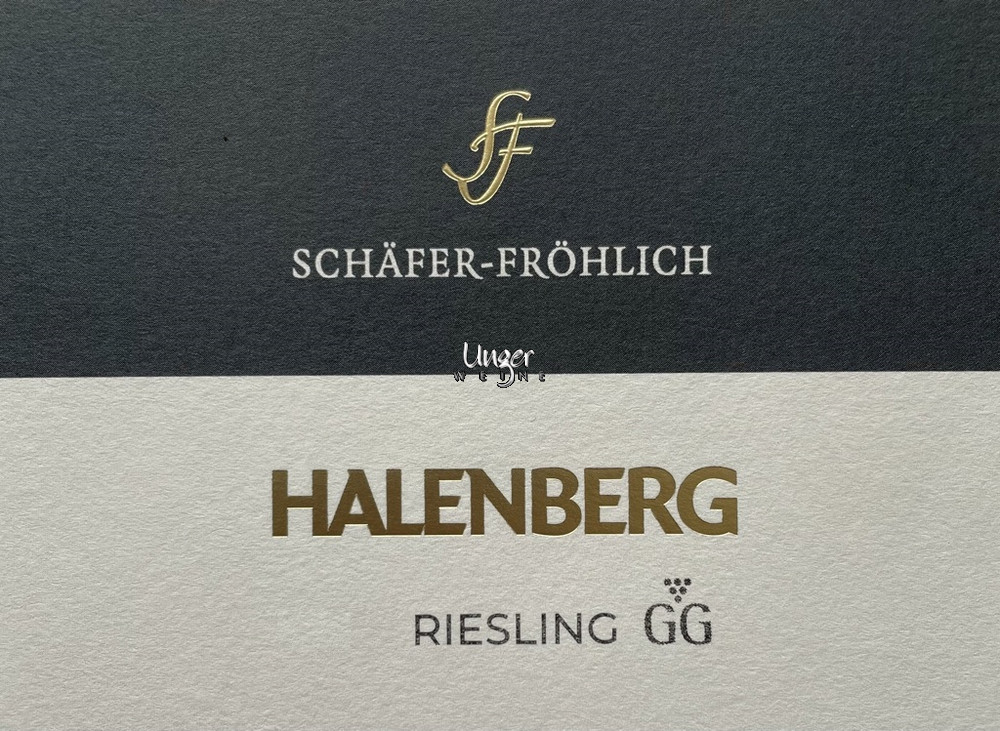 SF
SCHÄFER-FRÖHLICH
Unger
WEINE
HALENBERG
RIESLING GG